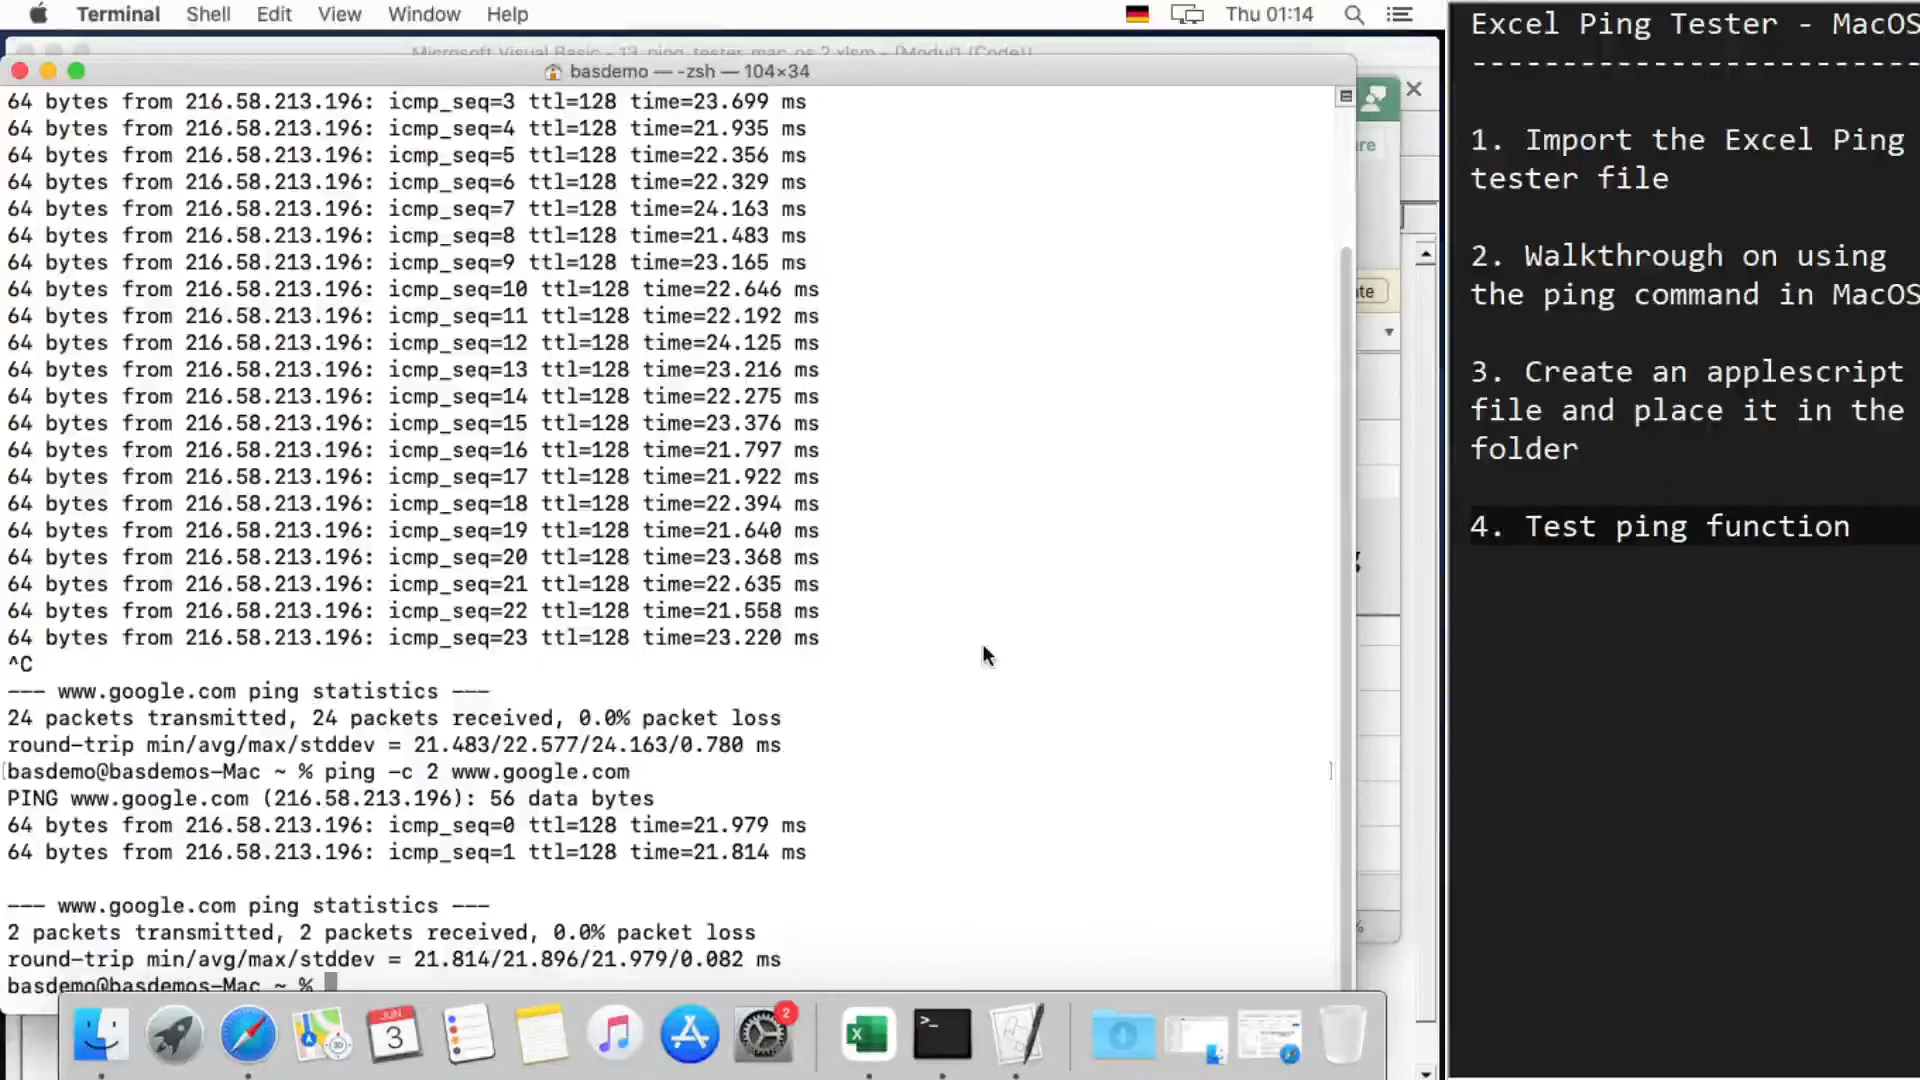 Terminal Shell Edit View Window Help Thu 01:14
Microsoft Visual Basic - 13_ping_tester_mac_os_2.xlsm - [Modul1 (Code)]
basdemo — -zsh — 104×34
64 bytes from 216.58.213.196: icmp_seq=3 ttl=128 time=23.699 ms
64 bytes from 216.58.213.196: icmp_seq=4 ttl=128 time=21.935 ms
64 bytes from 216.58.213.196: icmp_seq=5 ttl=128 time=22.356 ms
64 bytes from 216.58.213.196: icmp_seq=6 ttl=128 time=22.329 ms
64 bytes from 216.58.213.196: icmp_seq=7 ttl=128 time=24.163 ms
64 bytes from 216.58.213.196: icmp_seq=8 ttl=128 time=21.483 ms
64 bytes from 216.58.213.196: icmp_seq=9 ttl=128 time=23.165 ms
64 bytes from 216.58.213.196: icmp_seq=10 ttl=128 time=22.646 ms
64 bytes from 216.58.213.196: icmp_seq=11 ttl=128 time=22.192 ms
64 bytes from 216.58.213.196: icmp_seq=12 ttl=128 time=24.125 ms
64 bytes from 216.58.213.196: icmp_seq=13 ttl=128 time=23.216 ms
64 bytes from 216.58.213.196: icmp_seq=14 ttl=128 time=22.275 ms
64 bytes from 216.58.213.196: icmp_seq=15 ttl=128 time=23.376 ms
64 bytes from 216.58.213.196: icmp_seq=16 ttl=128 time=21.797 ms
64 bytes from 216.58.213.196: icmp_seq=17 ttl=128 time=21.922 ms
64 bytes from 216.58.213.196: icmp_seq=18 ttl=128 time=22.394 ms
64 bytes from 216.58.213.196: icmp_seq=19 ttl=128 time=21.640 ms
64 bytes from 216.58.213.196: icmp_seq=20 ttl=128 time=23.368 ms
64 bytes from 216.58.213.196: icmp_seq=21 ttl=128 time=22.635 ms
64 bytes from 216.58.213.196: icmp_seq=22 ttl=128 time=21.558 ms
64 bytes from 216.58.213.196: icmp_seq=23 ttl=128 time=23.220 ms
^C
--- www.google.com ping statistics ---
24 packets transmitted, 24 packets received, 0.0% packet loss
round-trip min/avg/max/stddev = 21.483/22.577/24.163/0.780 ms
[basdemo@basdemos-Mac ~ % ping -c 2 www.google.com ]
PING www.google.com (216.58.213.196): 56 data bytes
64 bytes from 216.58.213.196: icmp_seq=0 ttl=128 time=21.979 ms
64 bytes from 216.58.213.196: icmp_seq=1 ttl=128 time=21.814 ms
--- www.google.com ping statistics ---
2 packets transmitted, 2 packets received, 0.0% packet loss
round-trip min/avg/max/stddev = 21.814/21.896/21.979/0.082 ms
basdemo@basdemos-Mac ~ %
JUN
3
2
Excel Ping Tester - MacOS
-------------------------
1. Import the Excel Ping
tester file
2. Walkthrough on using
the ping command in MacOS
3. Create an applescript
file and place it in the
folder
4. Test ping function